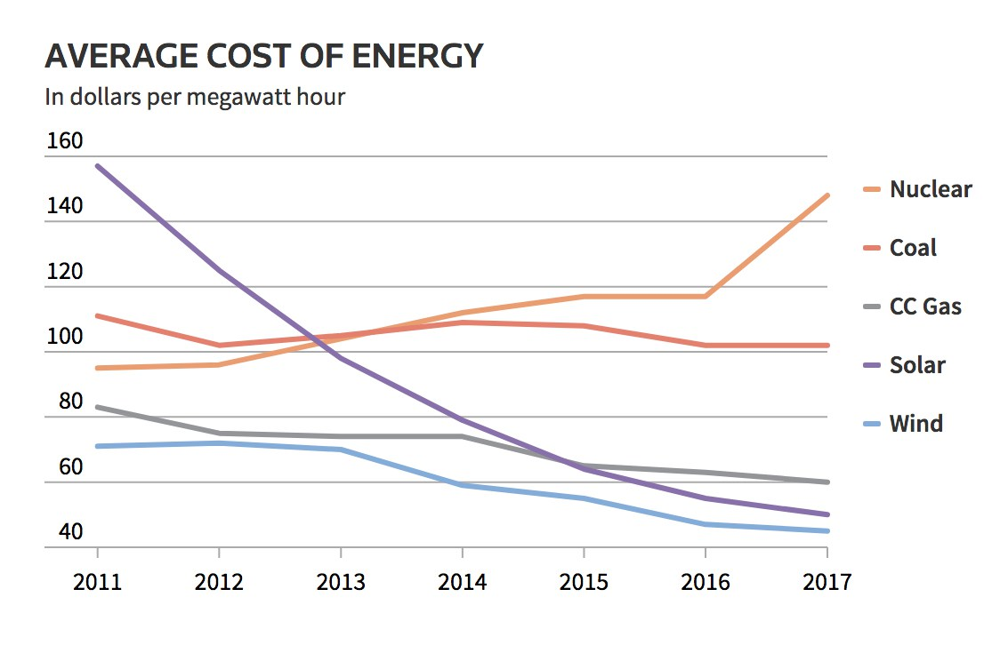 AVERAGE COST OF ENERGY
In dollars per megawatt hour
160
140
120
100
80
60
40
2011 2012 2013 2014 2015 2016 2017
Nuclear
Coal
CC Gas
Solar
Wind